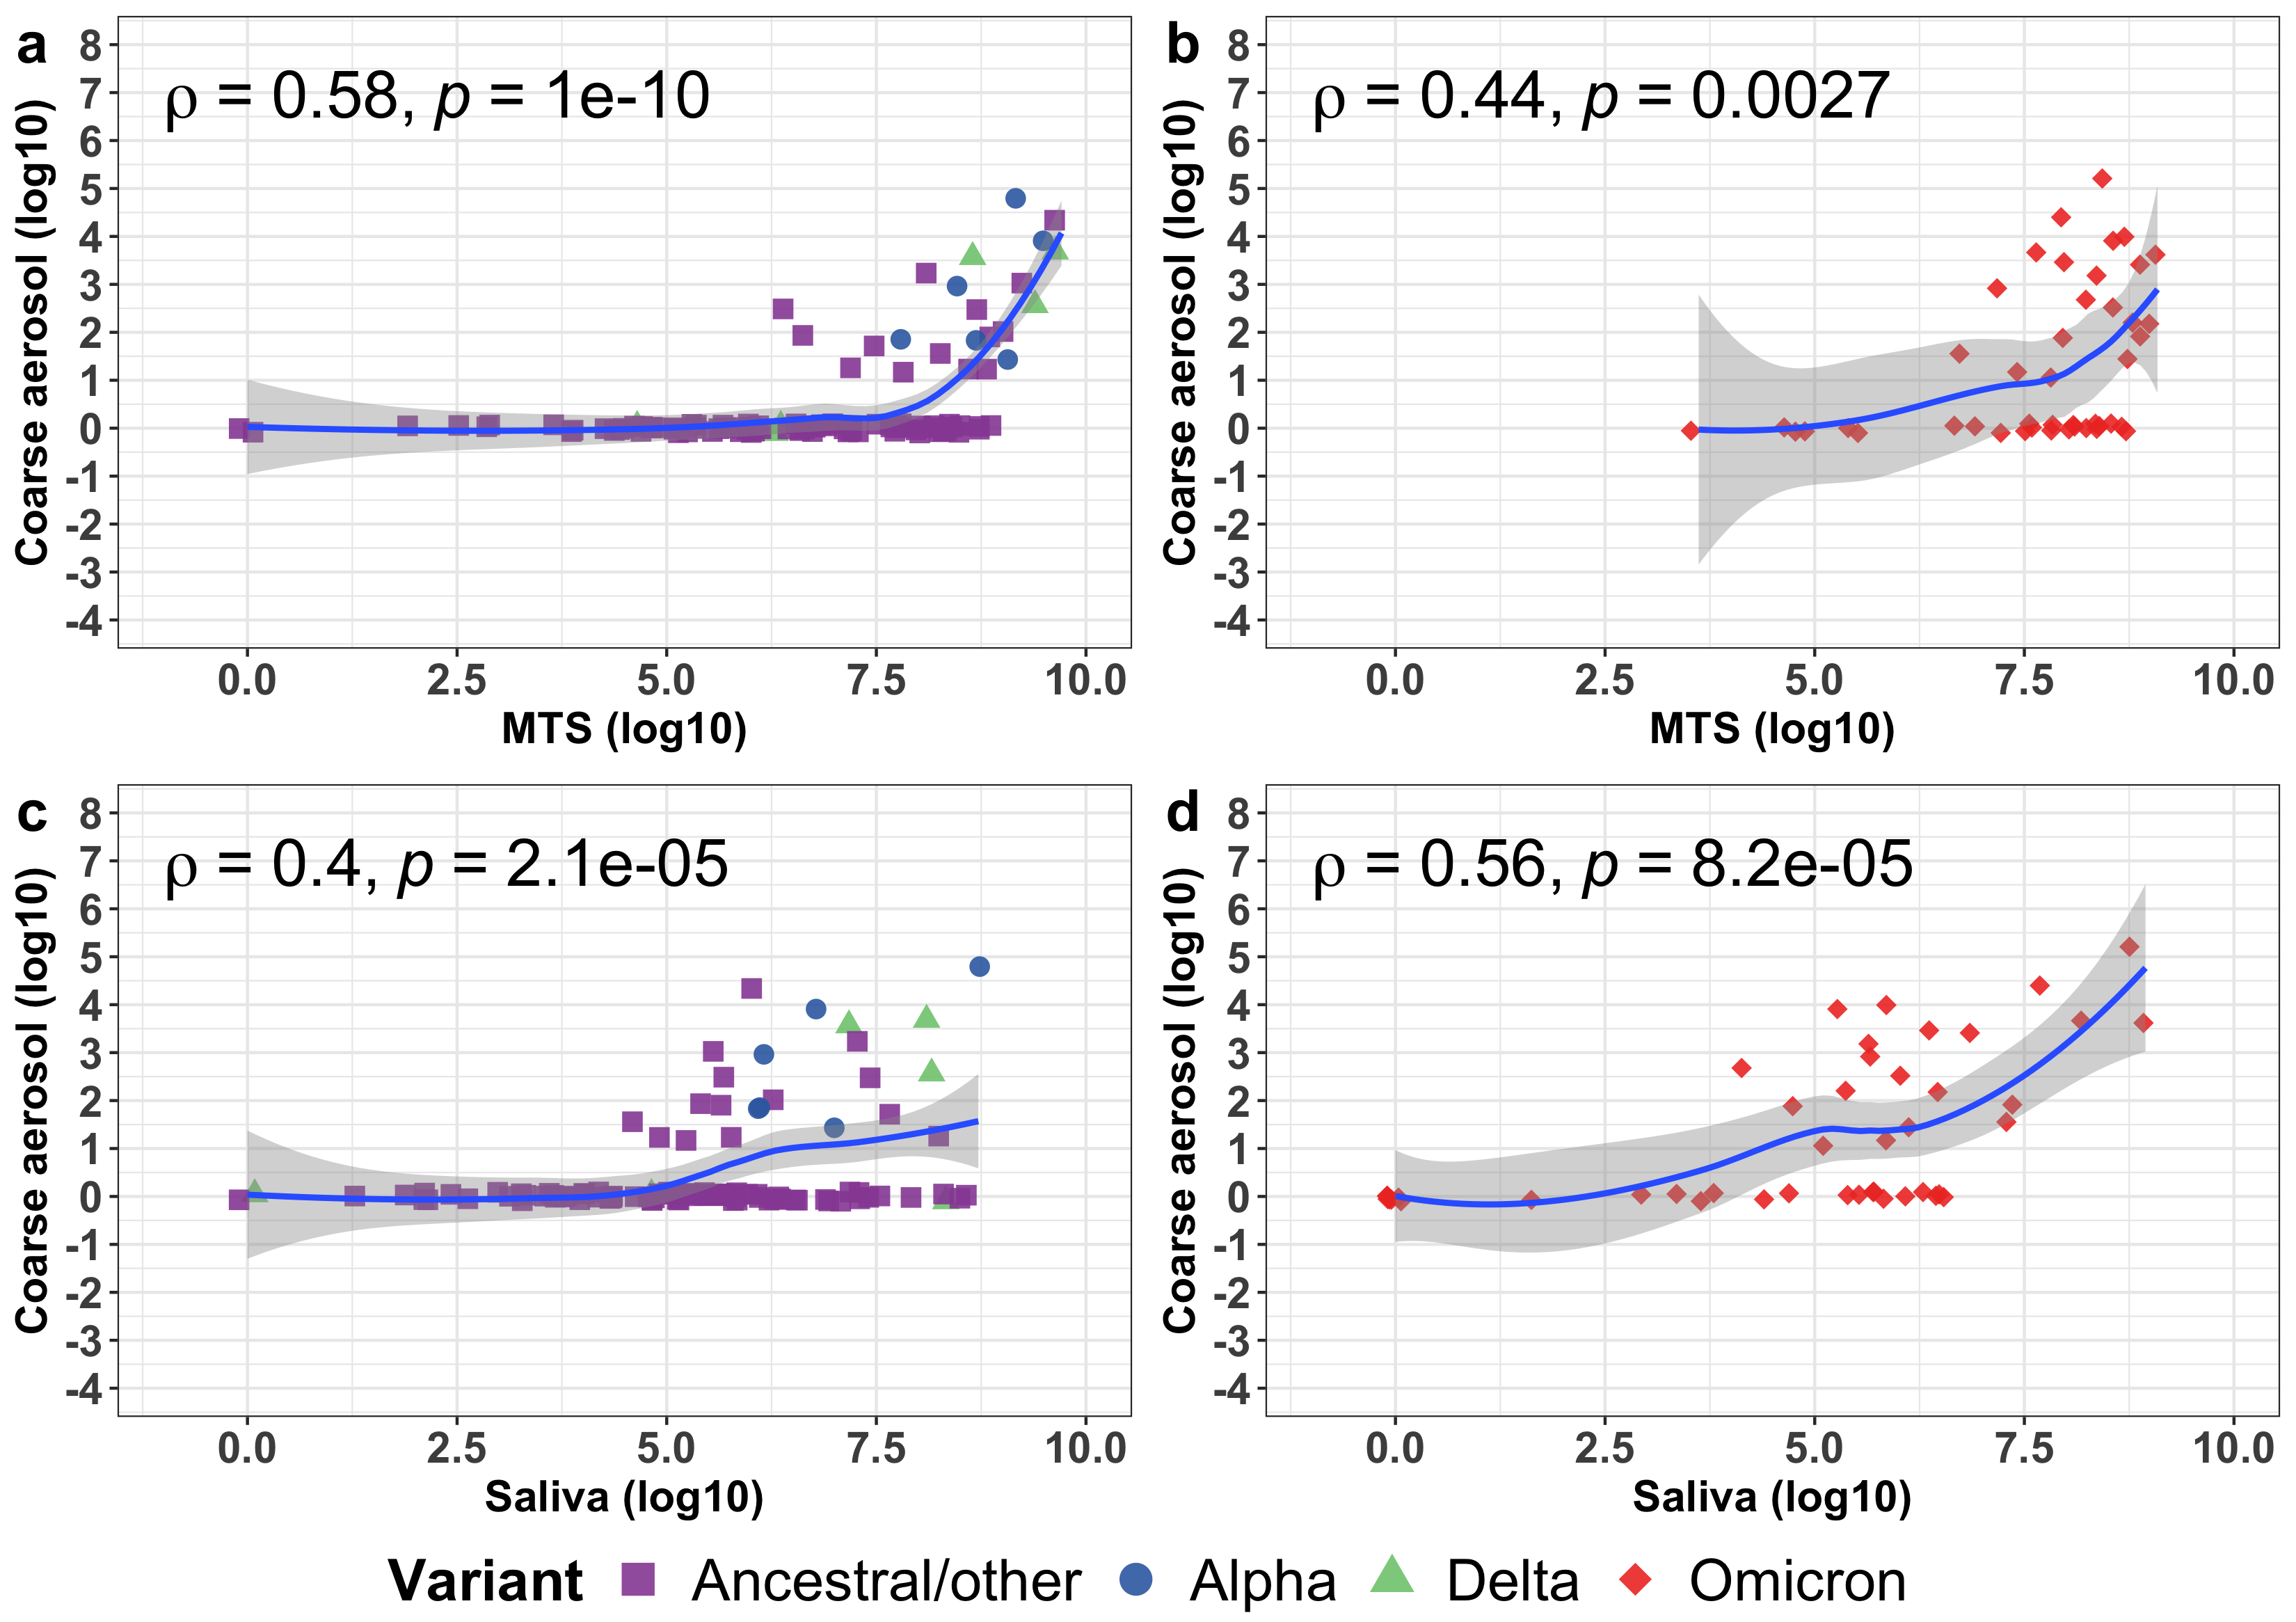 a
ρ = 0.58, p = 1e-10
Coarse aerosol (log10)
8
7
6
5
4
3
2
1
0
-1
-2
-3
-4
0.0 2.5 5.0 7.5 10.0
MTS (log10)
b
ρ = 0.44, p = 0.0027
Coarse aerosol (log10)
8
7
6
5
4
3
2
1
0
-1
-2
-3
-4
0.0 2.5 5.0 7.5 10.0
MTS (log10)
c
ρ = 0.4, p = 2.1e-05
Coarse aerosol (log10)
8
7
6
5
4
3
2
1
0
-1
-2
-3
-4
0.0 2.5 5.0 7.5 10.0
Saliva (log10)
d
ρ = 0.56, p = 8.2e-05
Coarse aerosol (log10)
8
7
6
5
4
3
2
1
0
-1
-2
-3
-4
0.0 2.5 5.0 7.5 10.0
Saliva (log10)
Variant Ancestral/other Alpha Delta Omicron